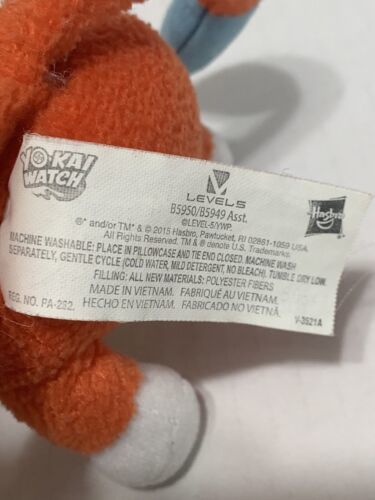 YO-KAI WATCH
LEVEL5
B5950/B5949 Asst.
©LEVEL-5/YWP.
®* and/or TM* & © 2015 Hasbro, Pawtucket, RI 02861-1059 USA.
All Rights Reserved. TM & ® denote U.S. Trademarks.
Hasbro
MACHINE WASHABLE: PLACE IN PILLOWCASE AND TIE END CLOSED. MACHINE WASH
SEPARATELY, GENTLE CYCLE (COLD WATER, MILD DETERGENT, NO BLEACH). TUMBLE DRY LOW.
FILLING: ALL NEW MATERIALS: POLYESTER FIBERS
MADE IN VIETNAM. FABRIQUÉ AU VIETNAM.
REG. NO. PA-282. HECHO EN VIETNAM. FABRICADO NO VIETNÃ.
V-3521A